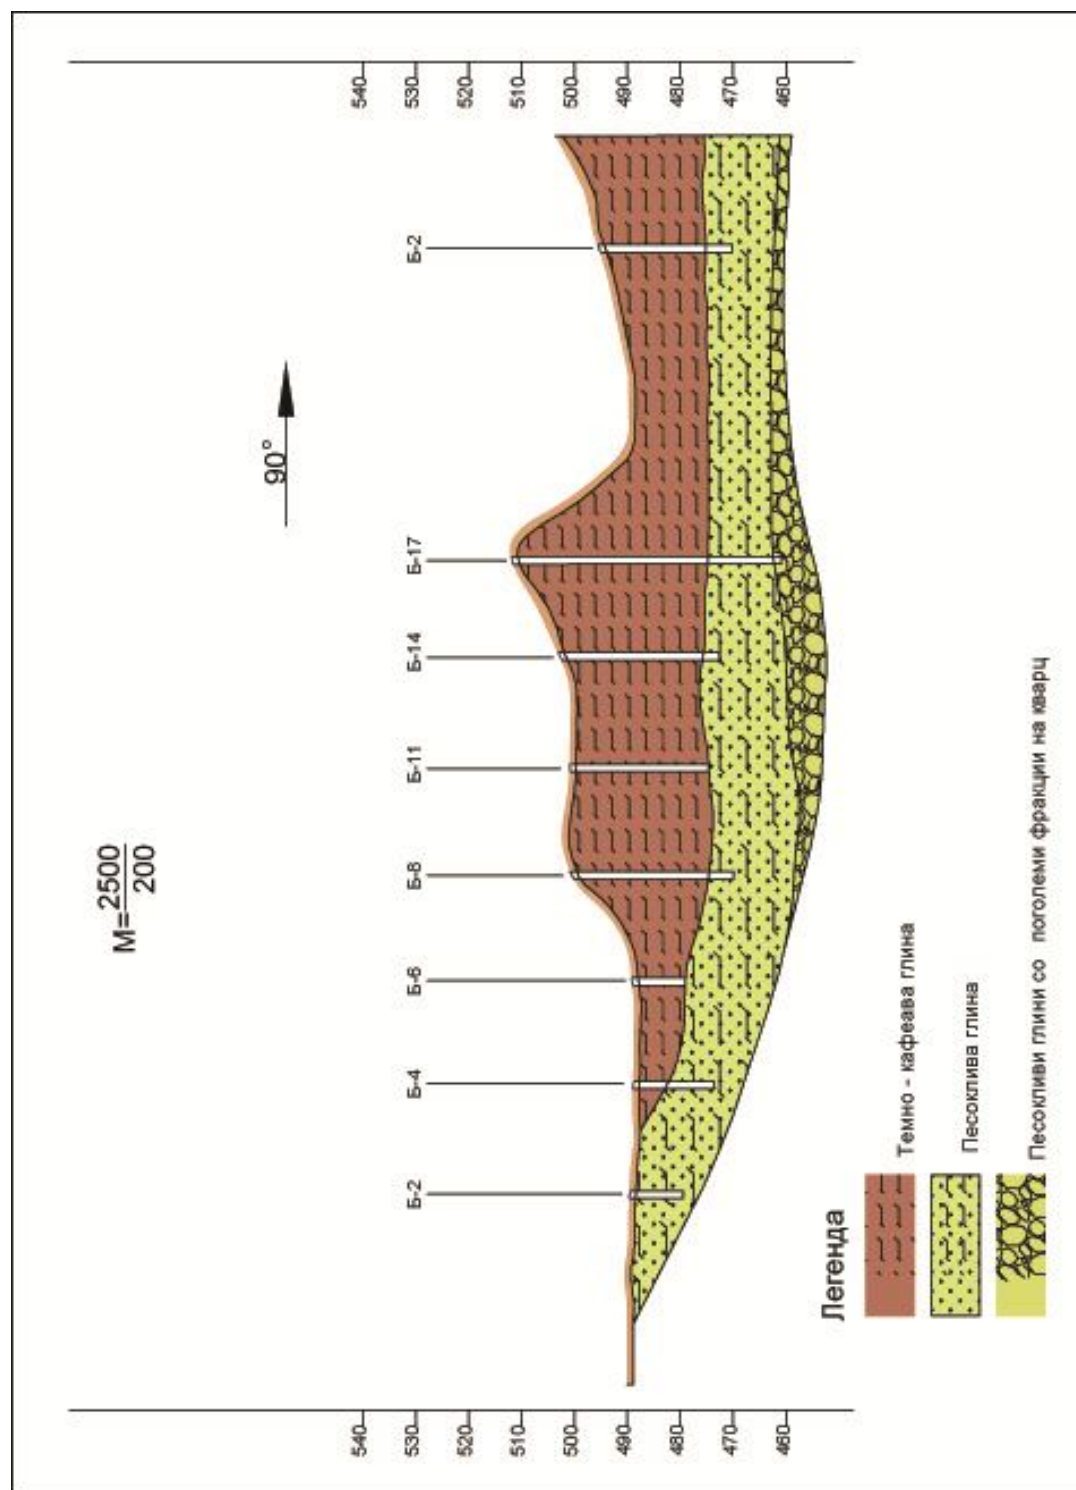 M=2500
200
90°
540
530
520
510
500
490
480
470
460
540
530
520
510
500
490
480
470
460
Б-2
Б-4
Б-6
Б-8
Б-11
Б-14
Б-17
Б-2
Легенда
Темно - кафеава глина
Песоклива глина
Песокливи глини со поголеми фракции на кварц